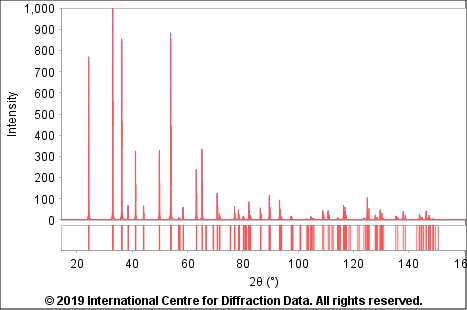 1,000
900
800
700
600
500
400
300
200
100
0
Intensity
20 40 60 80 100 120 140 16
2θ (°)
© 2019 International Centre for Diffraction Data. All rights reserved.